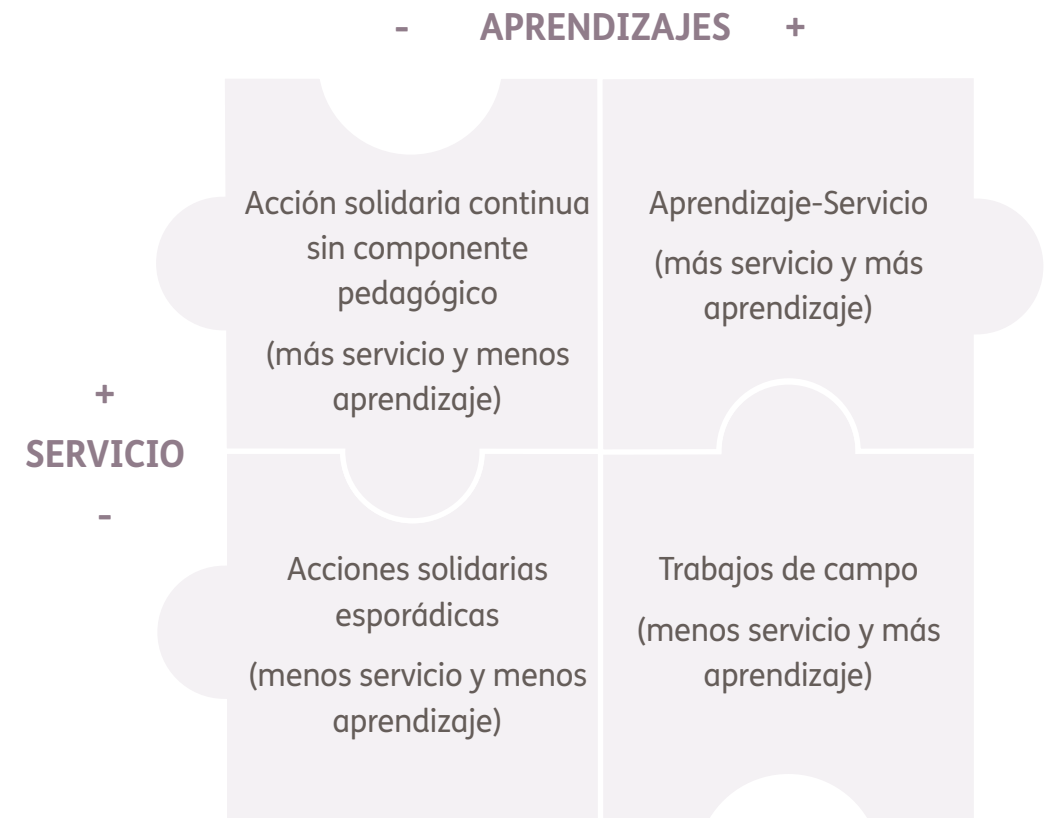 - APRENDIZAJES +
Acción solidaria continua
sin componente
pedagógico
(más servicio y menos
aprendizaje)
Aprendizaje-Servicio
(más servicio y más
aprendizaje)
+
SERVICIO
-
Acciones solidarias
esporádicas
(menos servicio y menos
aprendizaje)
Trabajos de campo
(menos servicio y más
aprendizaje)